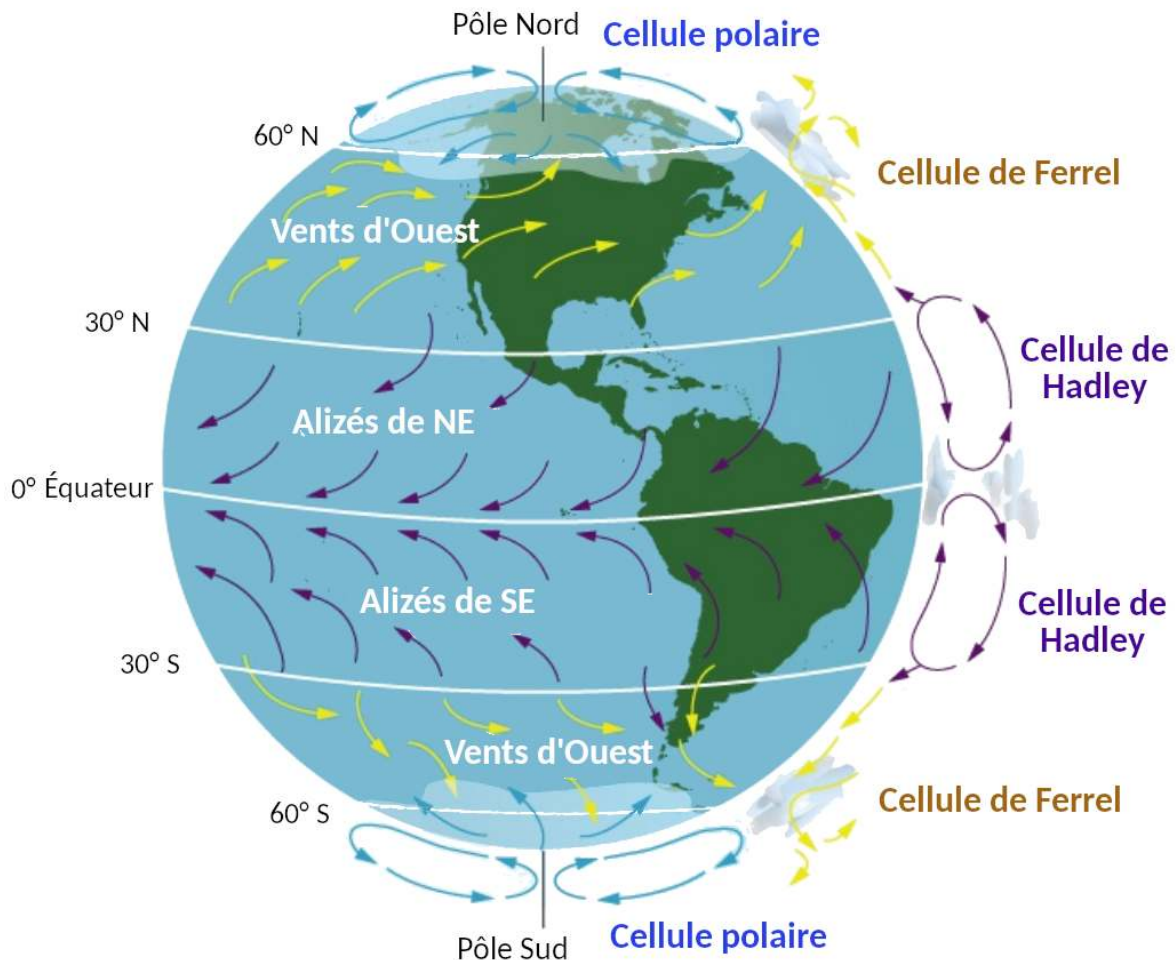 Pôle Nord
Cellule polaire
60° N
Cellule de Ferrel
Vents d'Ouest
30° N
Cellule de
Hadley
Alizés de NE
0° Équateur
Alizés de SE
Cellule de
Hadley
30° S
Vents d'Ouest
60° S
Cellule de Ferrel
Pôle Sud
Cellule polaire